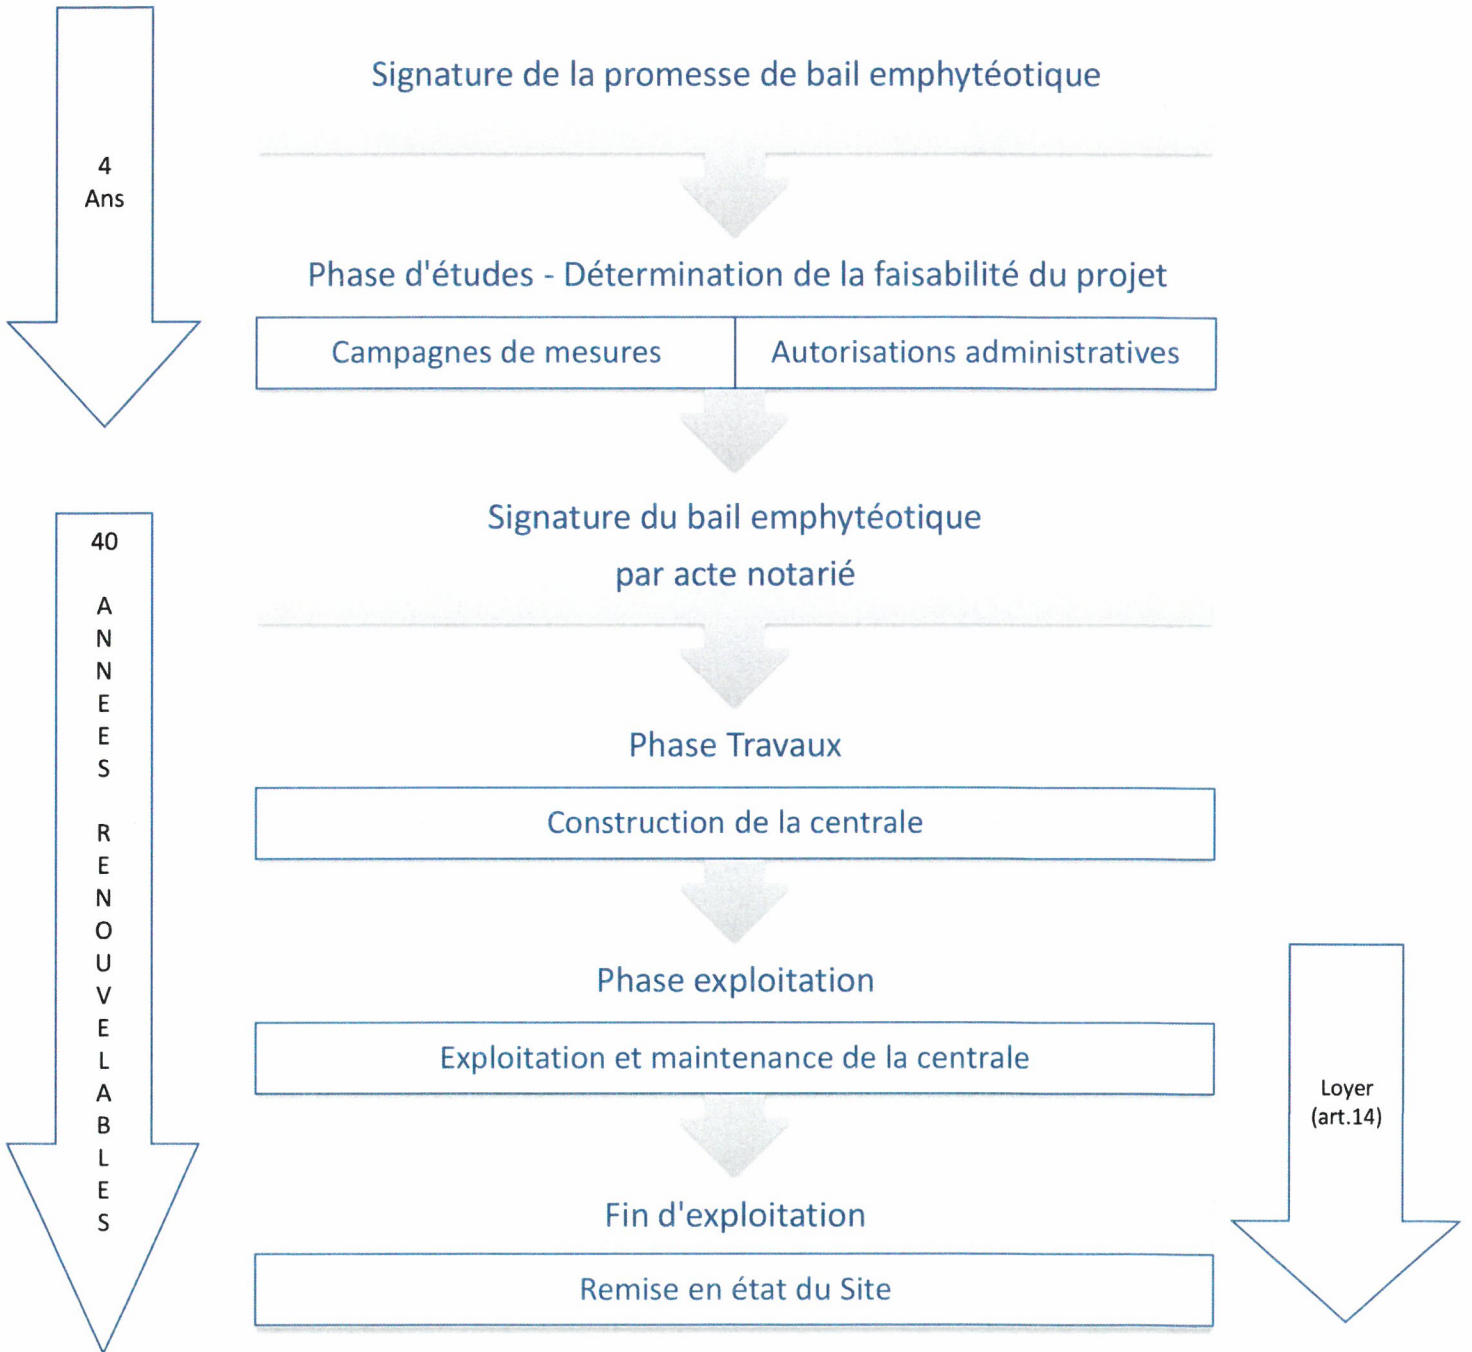 Signature de la promesse de bail emphytéotique
4
Ans
Phase d'études - Détermination de la faisabilité du projet
Campagnes de mesures
Autorisations administratives
Signature du bail emphytéotique
par acte notarié
40
A
N
N
E
E
S
R
E
N
O
U
V
E
L
A
B
L
E
S
Phase Travaux
Construction de la centrale
Phase exploitation
Exploitation et maintenance de la centrale
Loyer
(art.14)
Fin d'exploitation
Remise en état du Site